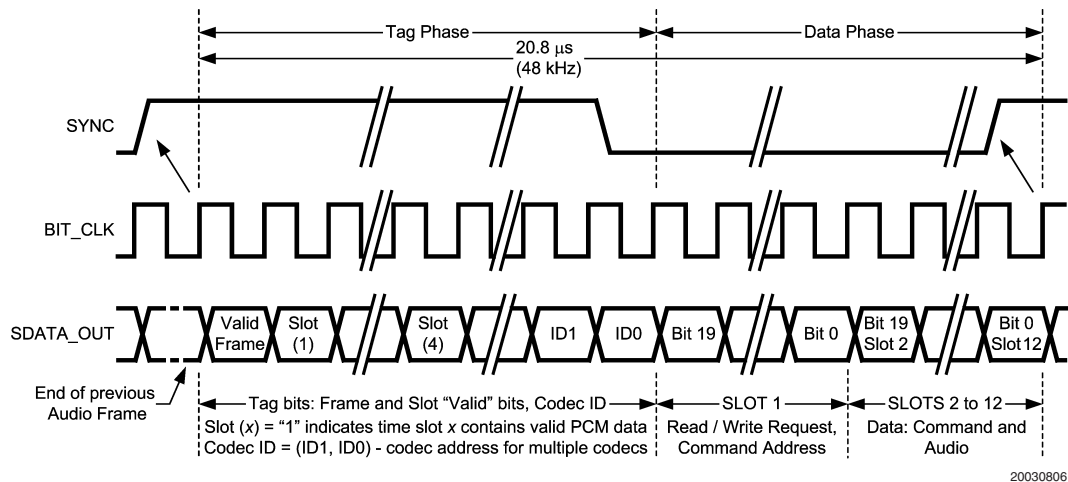 Tag Phase
Data Phase
20.8 μs
(48 kHz)
SYNC
BIT_CLK
SDATA_OUT
Valid
Frame
Slot
(1)
Slot
(4)
ID1
ID0
Bit 19
Bit 0
Bit 19
Slot 2
Bit 0
Slot 12
End of previous
Audio Frame
Tag bits: Frame and Slot “Valid” bits, Codec ID
Slot (x) = “1” indicates time slot x contains valid PCM data
Codec ID = (ID1, ID0) - codec address for multiple codecs
SLOT 1
Read / Write Request,
Command Address
SLOTS 2 to 12
Data: Command and
Audio
20030806